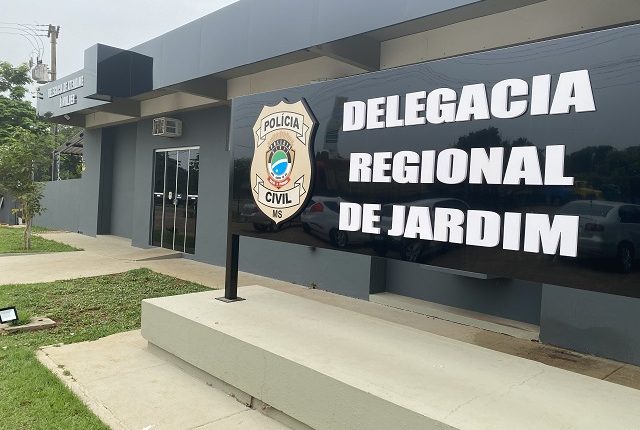 POLÍCIA
CIVIL
MS
DELEGACIA
REGIONAL
DE JARDIM